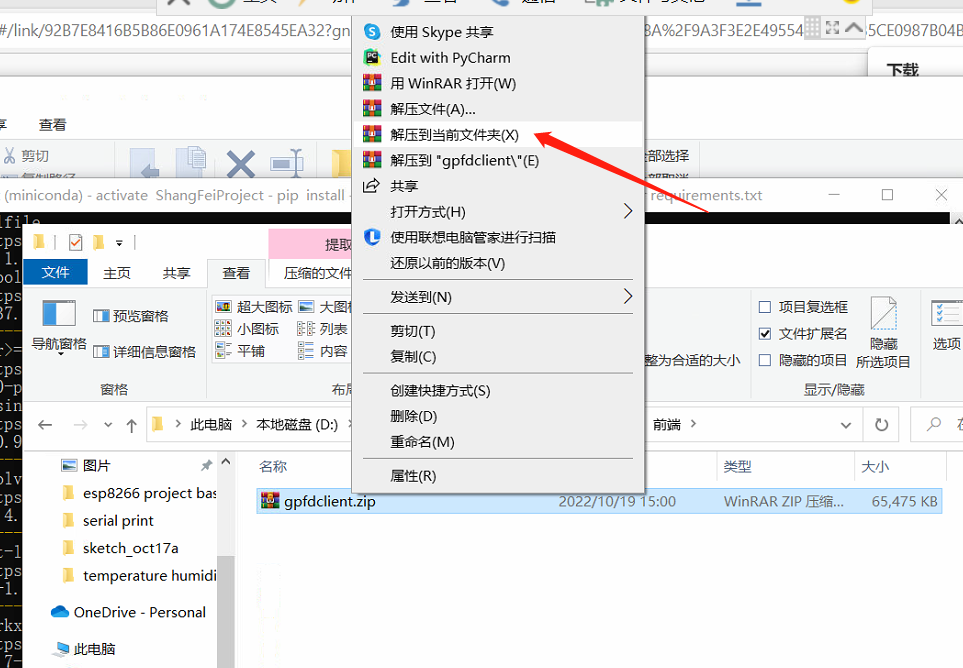 #/link/92B7E8416B5B86E0961A174E8545EA32?gn
8A%2F9A3F3E2E49554
5CE0987B04B
下载
查看
剪切
全部选择
(miniconda) - activate ShangFeiProject - pip install
requirements.txt
使用 Skype 共享
Edit with PyCharm
用 WinRAR 打开(W)
解压文件(A)...
解压到当前文件夹(X)
解压到 "gpfdclient\"(E)
共享
打开方式(H)
使用联想电脑管家进行扫描
还原以前的版本(V)
发送到(N)
剪切(T)
复制(C)
创建快捷方式(S)
删除(D)
重命名(M)
属性(R)
提取
文件 主页 共享 查看 压缩的文件
导航窗格
预览窗格
详细信息窗格
窗格
超大图标 大图
小图标 列表
平铺 内容
布局
整为合适的大小
项目复选框
文件扩展名
隐藏的项目
隐藏
所选项目
显示/隐藏
选项
此电脑 本地磁盘 (D:)
前端
名称 类型 大小
gpfdclient.zip 2022/10/19 15:00 WinRAR ZIP 压缩... 65,475 KB
图片
esp8266 project bas
serial print
sketch_oct17a
temperature humidi
OneDrive - Personal
此电脑